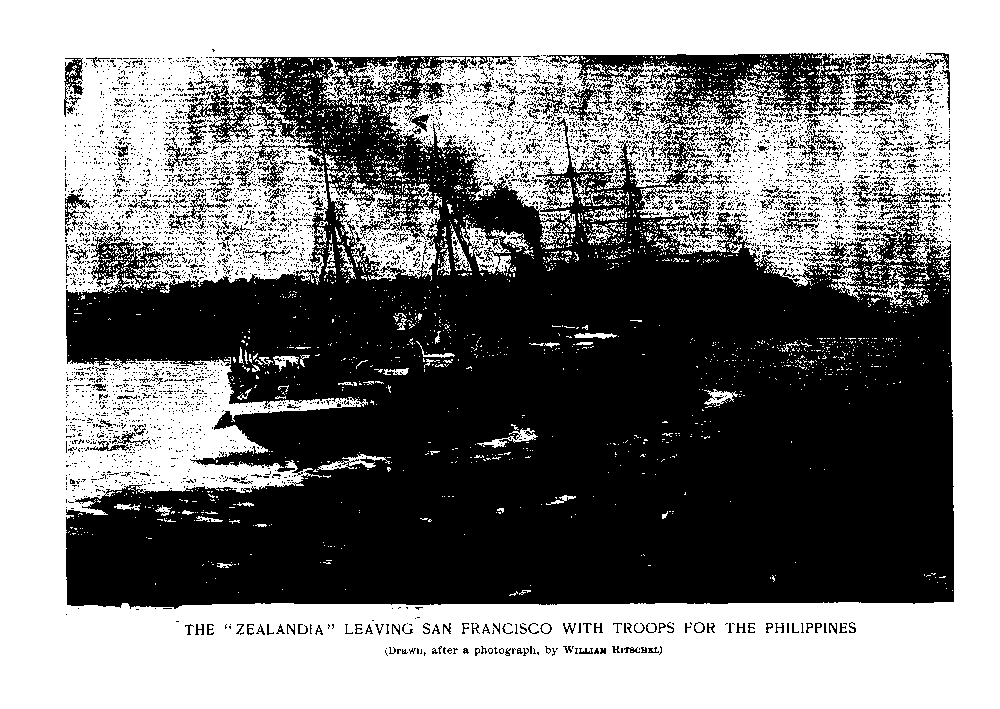 THE "ZEALANDIA" LEAVING SAN FRANCISCO WITH TROOPS FOR THE PHILIPPINES
(Drawn, after a photograph, by WILLIAM RITSCHEL)